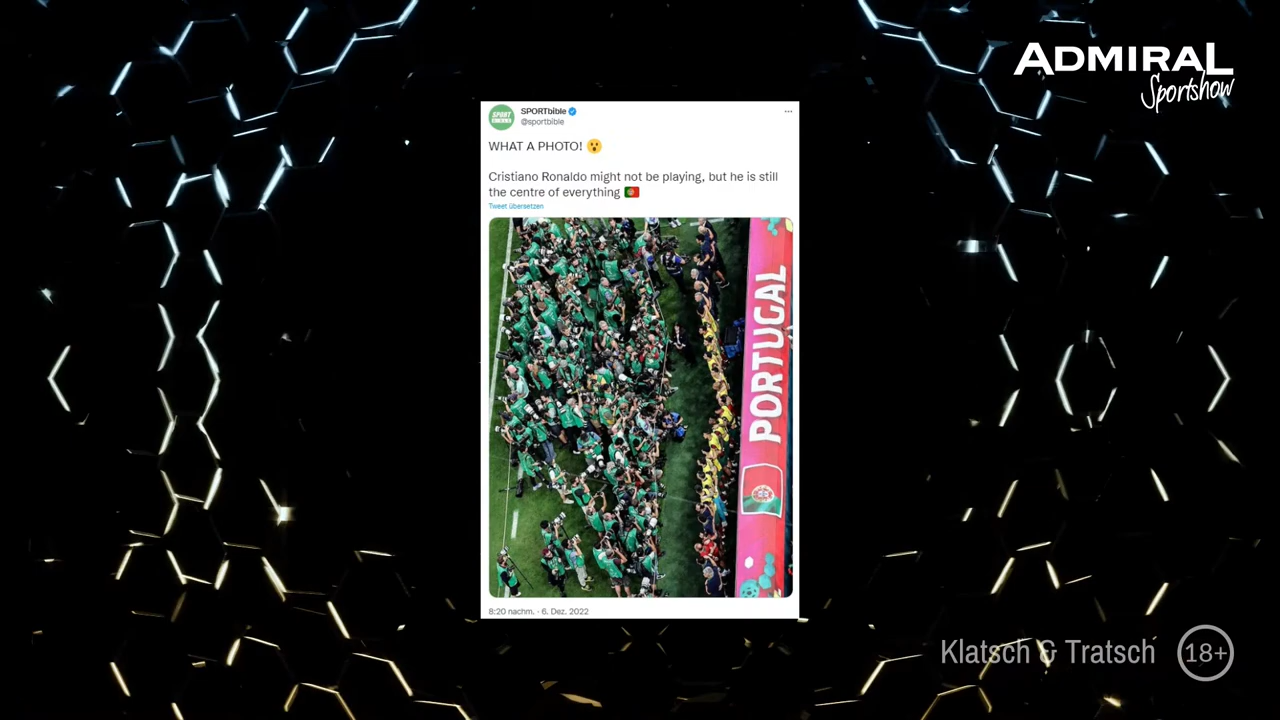 ADMIRAL
Sportshow
SPORT
SPORTbible
@sportbible
WHAT A PHOTO! 😮
Cristiano Ronaldo might not be playing, but he is still
the centre of everything 🇵🇹
Tweet übersetzen
PORTUGAL
8:20 nachm. · 6. Dez. 2022
Klatsch & Tratsch
18+